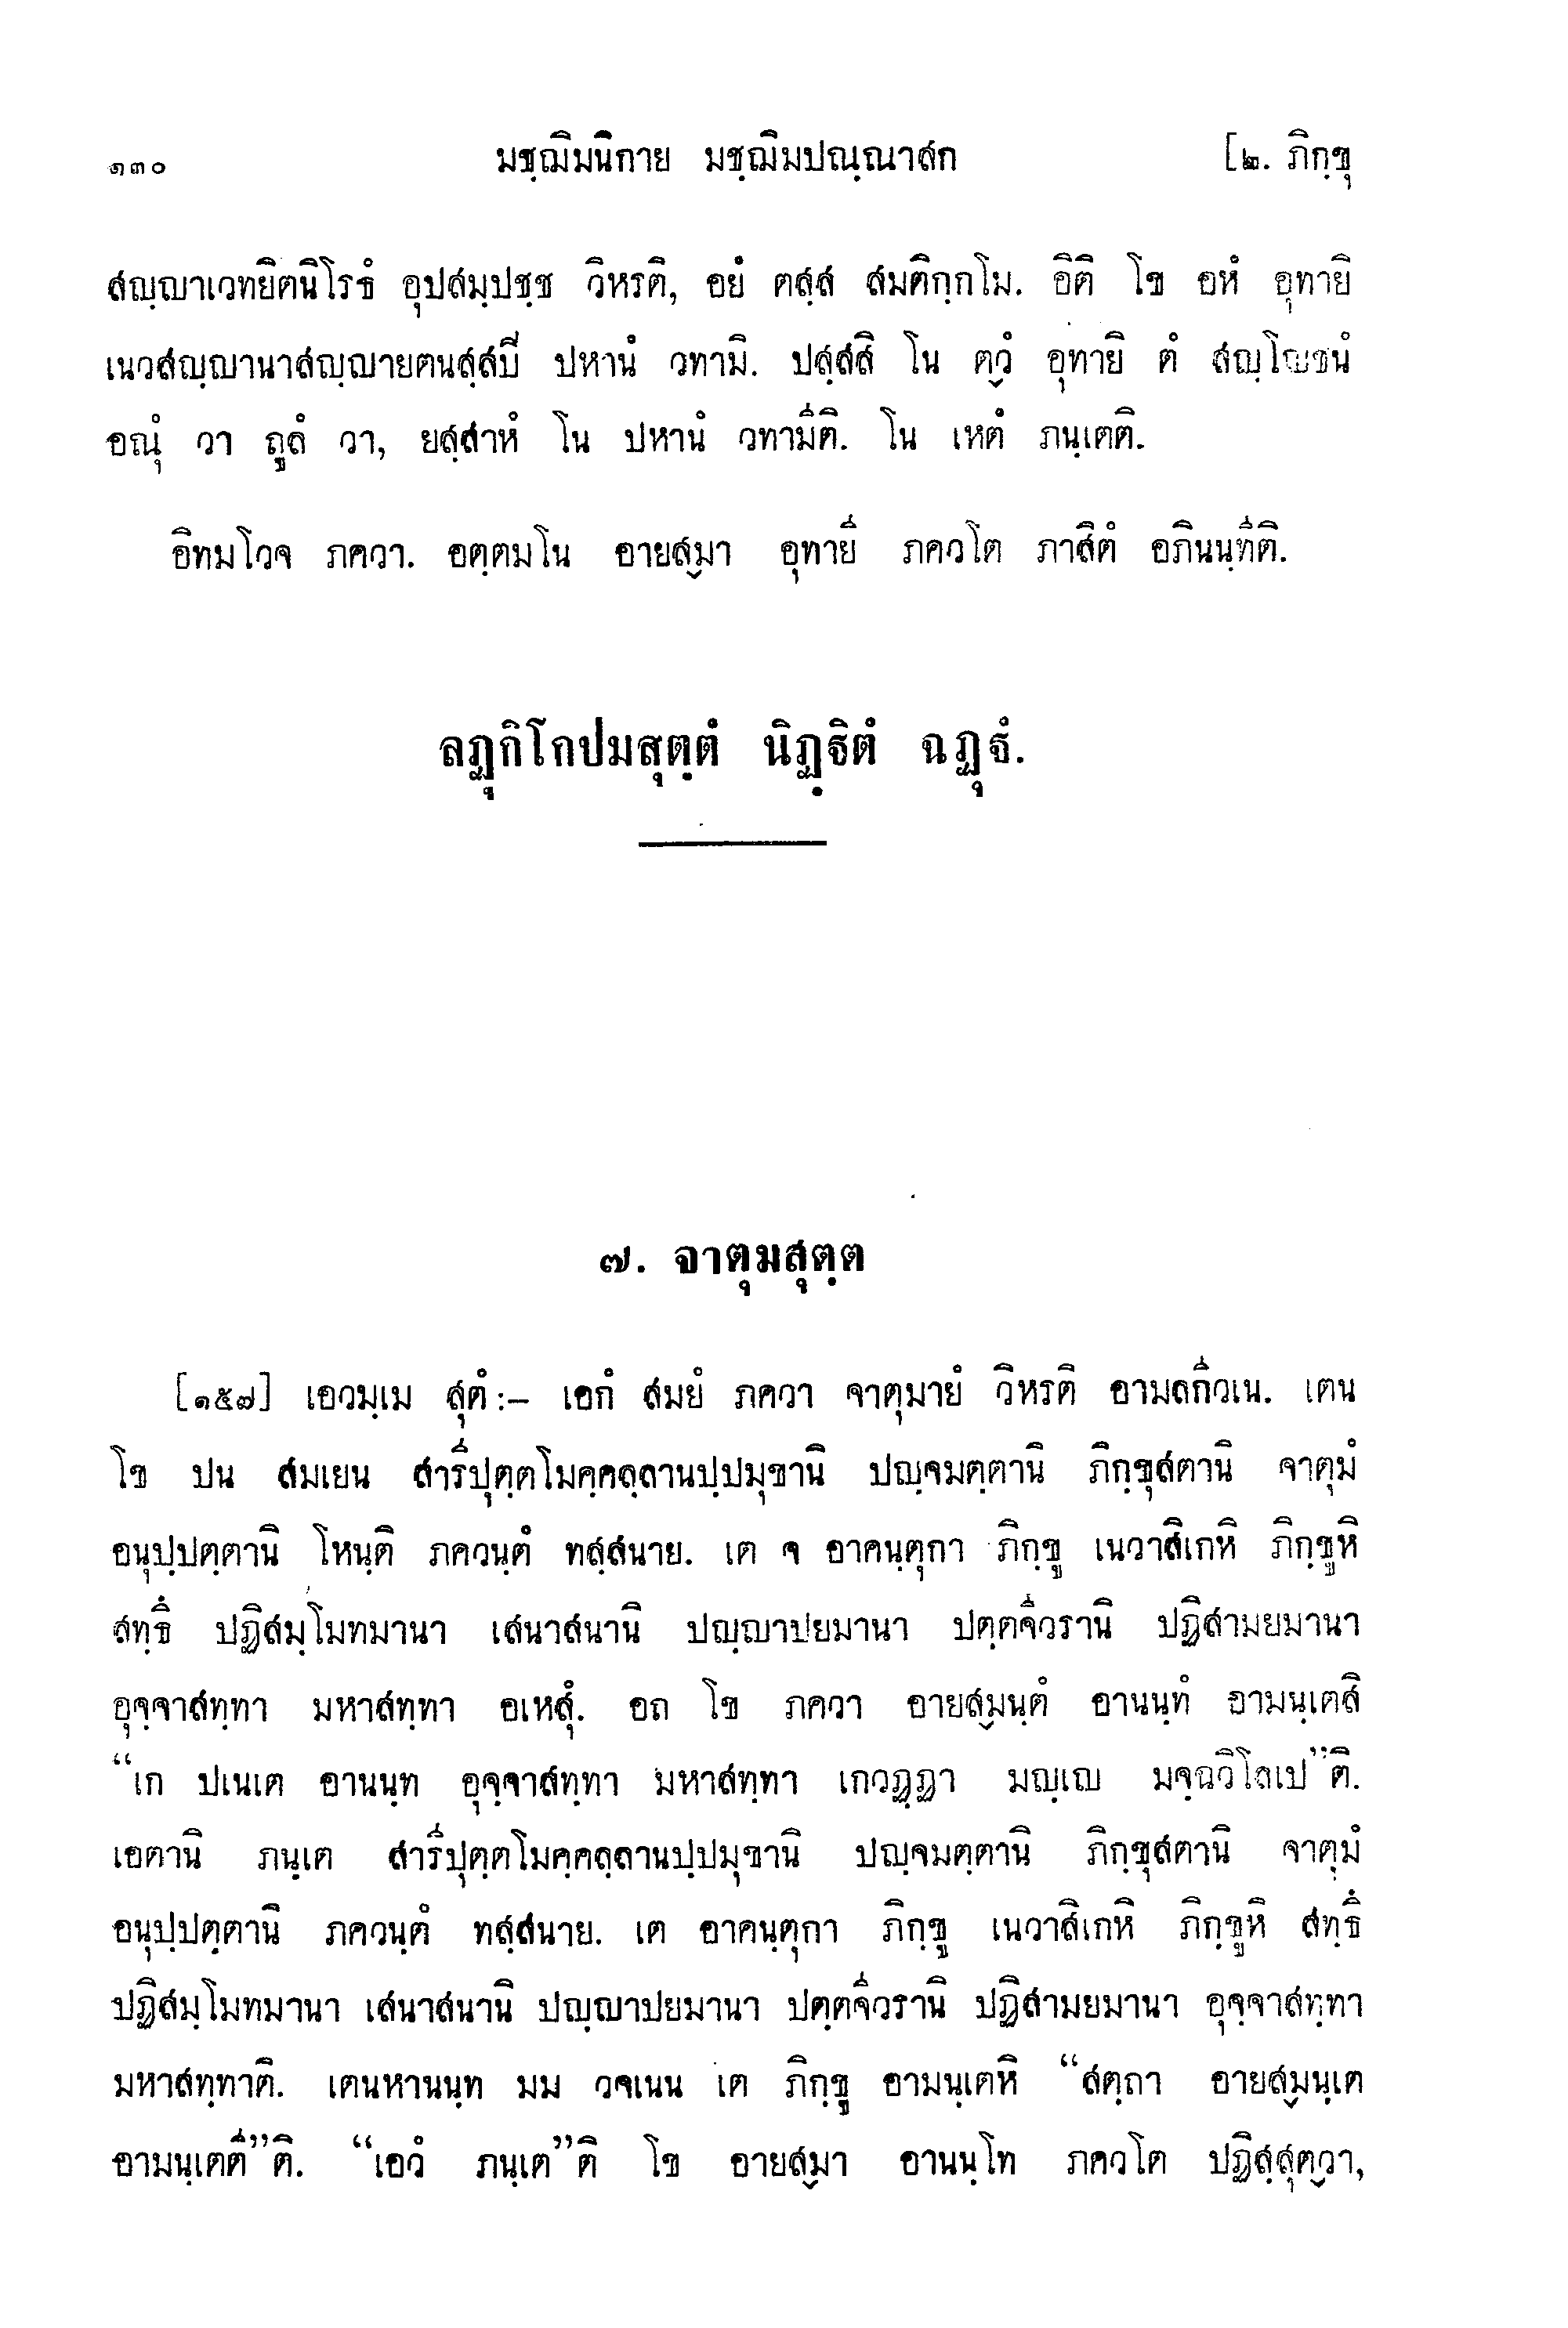 ๑๓๐ มชฺฌิมนิกาย มชฺฌิมปณฺณาสก [๒. ภิกฺขุ
สญฺญาเวทยิตนิโรธํ อุปสมฺปชฺช วิหรติ, อยํ ตสฺส สมติกฺกโม. อิติ โข อหํ อุทายิ
เนวสญฺญานาสญฺญายตนสฺสปิ ปหานํ วทามิ. ปสฺสสิ โน ตฺวํ อุทายิ ตํ สญฺโญชนํ
อณุํ วา ถูลํ วา, ยสฺสาหํ โน ปหานํ วทามีติ. โน เหตํ ภนฺเตติ.
อิทมโวจ ภควา. อตฺตมโน อายสฺมา อุทายี ภควโต ภาสิตํ อภินนฺทีติ.
ลฏุกิโกปมสุตฺตํ นิฏฺฐิตํ ฉฏฺฐํ.
๗. จาตุมสุตฺต
[๑๕๗] เอวมฺเม สุตํ :– เอกํ สมยํ ภควา จาตุมายํ วิหรติ อามลกีวเน. เตน
โข ปน สมเยน สารีปุตฺตโมคฺคลฺลานปฺปมุขานิ ปญฺจมตฺตานิ ภิกฺขุสตานิ จาตุมํ
อนุปฺปตฺตานิ โหนฺติ ภควนฺตํ ทสฺสนาย. เต จ อาคนฺตุกา ภิกฺขู เนวาสิเกหิ ภิกฺขูหิ
สทฺธึ ปฏิสมฺโมทมานา เสนาสนานิ ปญฺญาปยมานา ปตฺตจีวรานิ ปฏิสามยมานา
อุจฺจาสทฺทา มหาสทฺทา อเหสุํ. อถ โข ภควา อายสฺมนฺตํ อานนฺทํ อามนฺเตสิ
“เก ปเนเต อานนฺท อุจฺจาสทฺทา มหาสทฺทา เกวฏฺฏา มญฺเญ มจฺฉวิโลเป”ติ.
เอตานิ ภนฺเต สารีปุตฺตโมคฺคลฺลานปฺปมุขานิ ปญฺจมตฺตานิ ภิกฺขุสตานิ จาตุมํ
อนุปฺปตฺตานิ ภควนฺตํ ทสฺสนาย. เต อาคนฺตุกา ภิกฺขู เนวาสิเกหิ ภิกฺขูหิ สทฺธึ
ปฏิสมฺโมทมานา เสนาสนานิ ปญฺญาปยมานา ปตฺตจีวรานิ ปฏิสามยมานา อุจฺจาสทฺทา
มหาสทฺทาติ. เตนหานนฺท มม วจเนน เต ภิกฺขู อามนฺเตหิ “สตฺถา อายสฺมนฺเต
อามนฺเตตี”ติ. “เอวํ ภนฺเต”ติ โข อายสฺมา อานนฺโท ภควโต ปฏิสฺสุตฺวา,